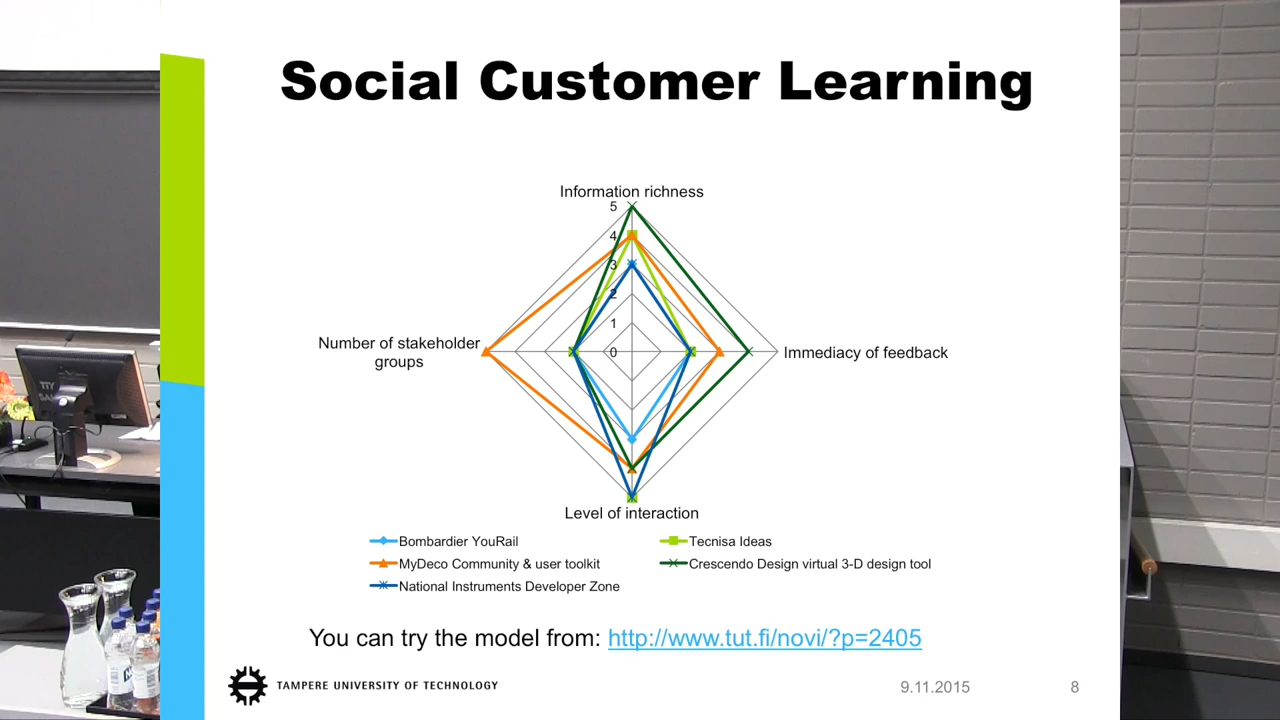 Social Customer Learning
Information richness
5
4
3
2
1
0
Number of stakeholder
groups
Immediacy of feedback
Level of interaction
Bombardier YouRail
Tecnisa Ideas
MyDeco Community & user toolkit
Crescendo Design virtual 3-D design tool
National Instruments Developer Zone
You can try the model from: http://www.tut.fi/novi/?p=2405
TAMPERE UNIVERSITY OF TECHNOLOGY
9.11.2015
8